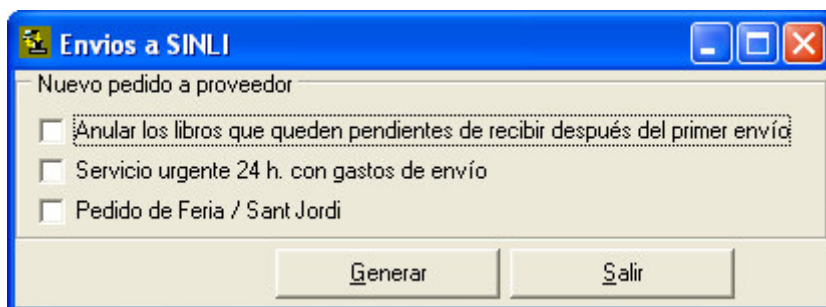 Envios a SINLI
Nuevo pedido a proveedor
Anular los libros que queden pendientes de recibir después del primer envío
Servicio urgente 24 h. con gastos de envío
Pedido de Feria / Sant Jordi
Generar Salir